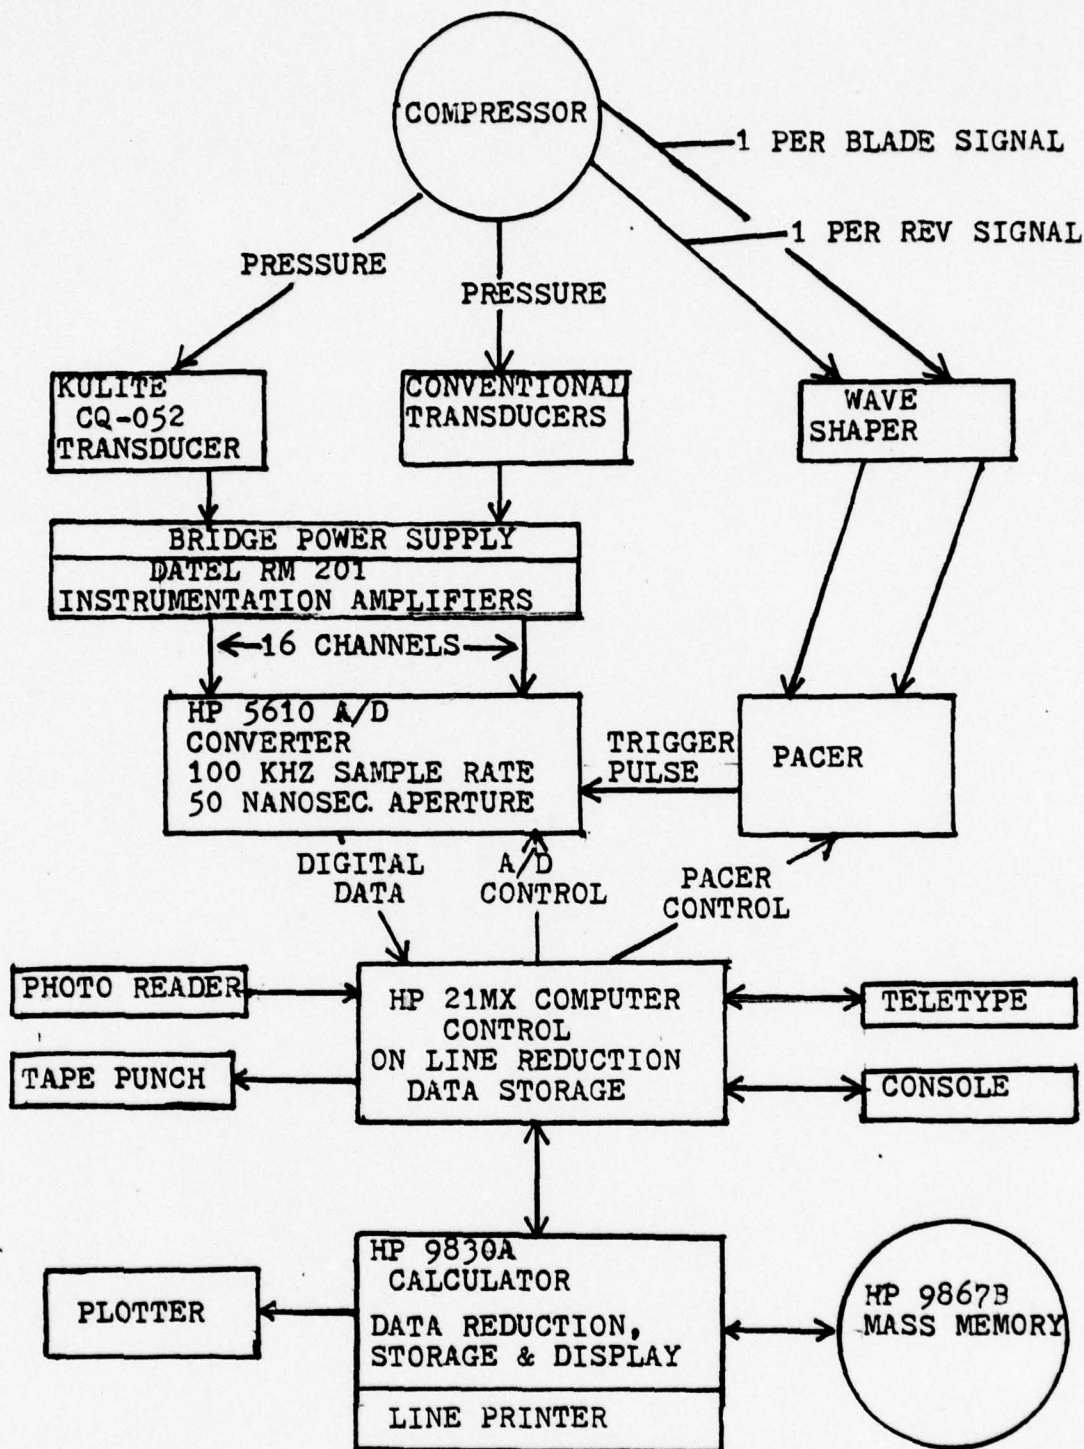 COMPRESSOR
1 PER BLADE SIGNAL
1 PER REV SIGNAL
PRESSURE
PRESSURE
KULITE
CQ-052
TRANSDUCER
CONVENTIONAL
TRANSDUCERS
WAVE
SHAPER
BRIDGE POWER SUPPLY
DATEL RM 201
INSTRUMENTATION AMPLIFIERS
16 CHANNELS
HP 5610 A/D
CONVERTER
100 KHZ SAMPLE RATE
50 NANOSEC. APERTURE
TRIGGER
PULSE
PACER
DIGITAL
DATA
A/D
CONTROL
PACER
CONTROL
PHOTO READER
HP 21MX COMPUTER
CONTROL
ON LINE REDUCTION
DATA STORAGE
TELETYPE
TAPE PUNCH
CONSOLE
HP 9830A
CALCULATOR
DATA REDUCTION,
STORAGE & DISPLAY
LINE PRINTER
PLOTTER
HP 9867B
MASS MEMORY